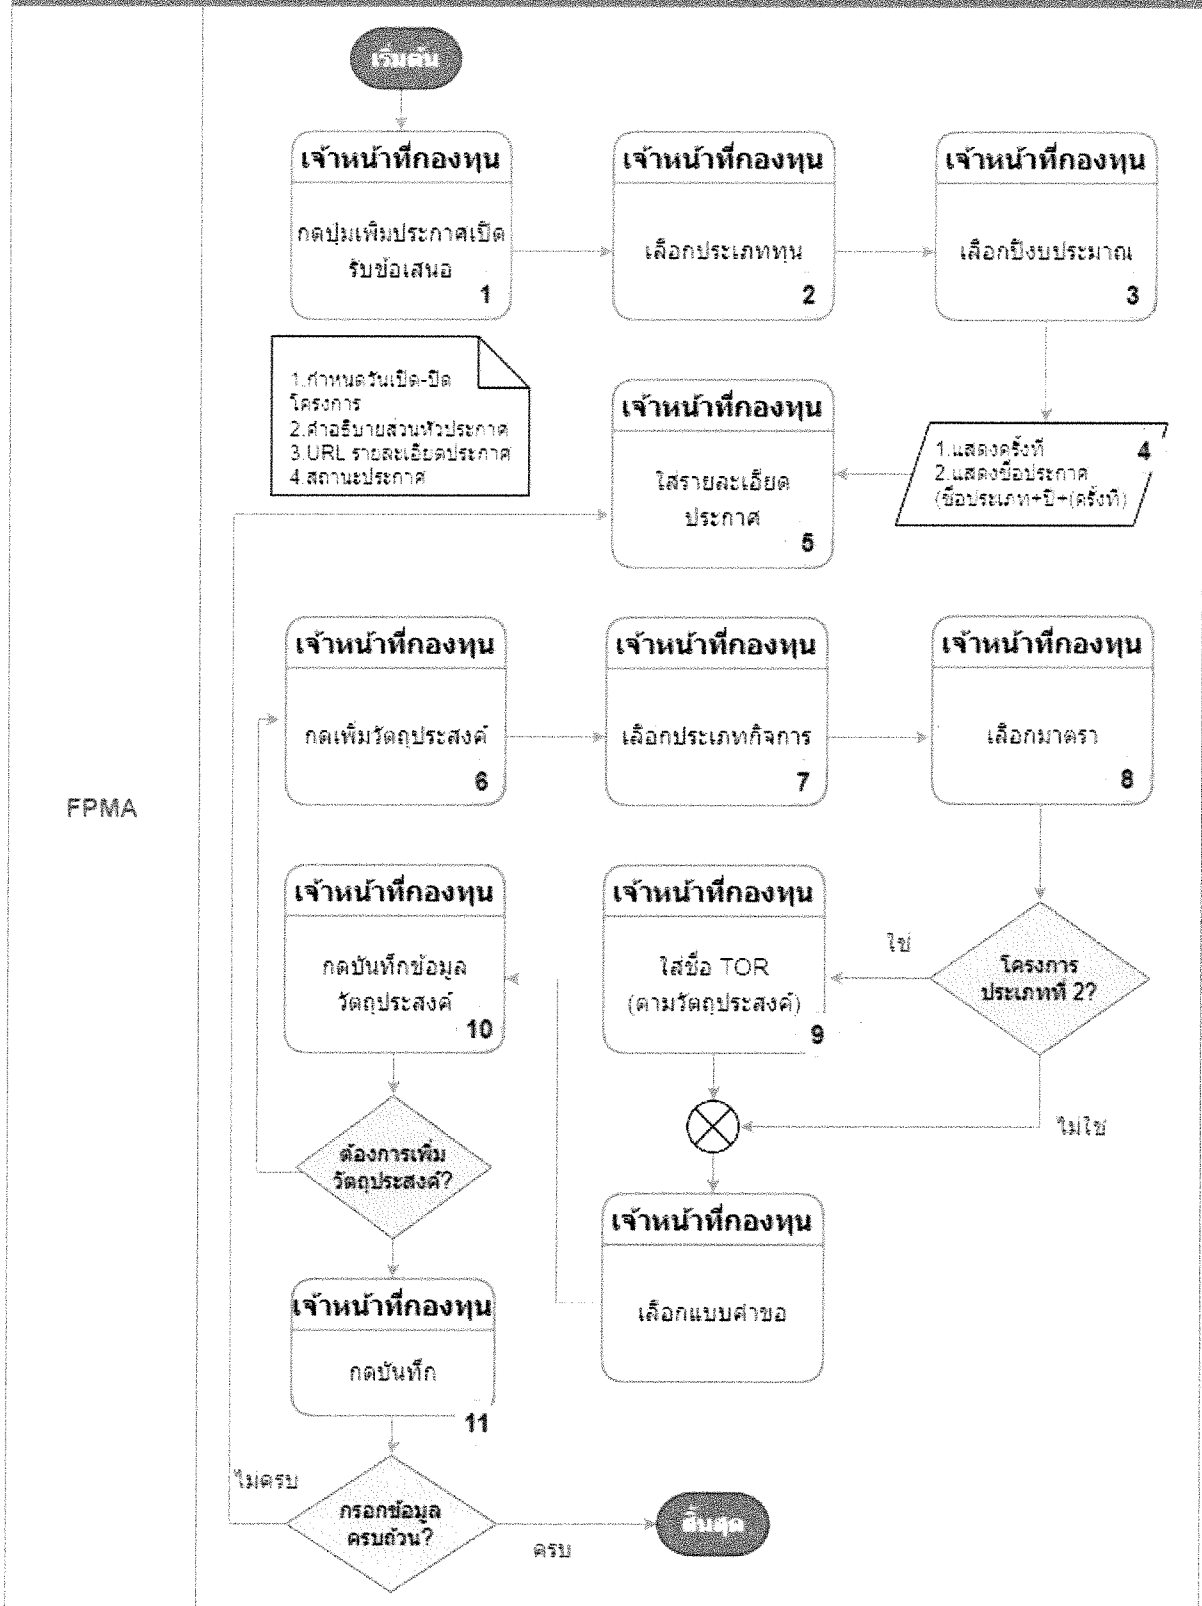 เริ่มต้น
เจ้าหน้าที่กองทุน
กดปุ่มเพิ่มประกาศเปิด
รับข้อเสนอ
1
เจ้าหน้าที่กองทุน
เลือกประเภททุน
2
เจ้าหน้าที่กองทุน
เลือกปีงบประมาณ
3
1.แสดงครั้งที่
2.แสดงชื่อประกาศ
(ชื่อประเภท+ปี+(ครั้งที่)
4
1.กำหนดวันเปิด-ปิด
โครงการ
2.คำอธิบายส่วนหัวประกาศ
3.URL รายละเอียดประกาศ
4.สถานะประกาศ
เจ้าหน้าที่กองทุน
ใส่รายละเอียด
ประกาศ
5
FPMA
เจ้าหน้าที่กองทุน
กดเพิ่มวัตถุประสงค์
6
เจ้าหน้าที่กองทุน
เลือกประเภทกิจการ
7
เจ้าหน้าที่กองทุน
เลือกมาตรา
8
โครงการ
ประเภทที่ 2?
ใช่
ไม่ใช่
เจ้าหน้าที่กองทุน
ใส่ชื่อ TOR
(ตามวัตถุประสงค์)
9
เจ้าหน้าที่กองทุน
เลือกแบบคำขอ
เจ้าหน้าที่กองทุน
กดบันทึกข้อมูล
วัตถุประสงค์
10
ต้องการเพิ่ม
วัตถุประสงค์?
เจ้าหน้าที่กองทุน
กดบันทึก
11
ไม่ครบ
กรอกข้อมูล
ครบถ้วน?
ครบ
สิ้นสุด